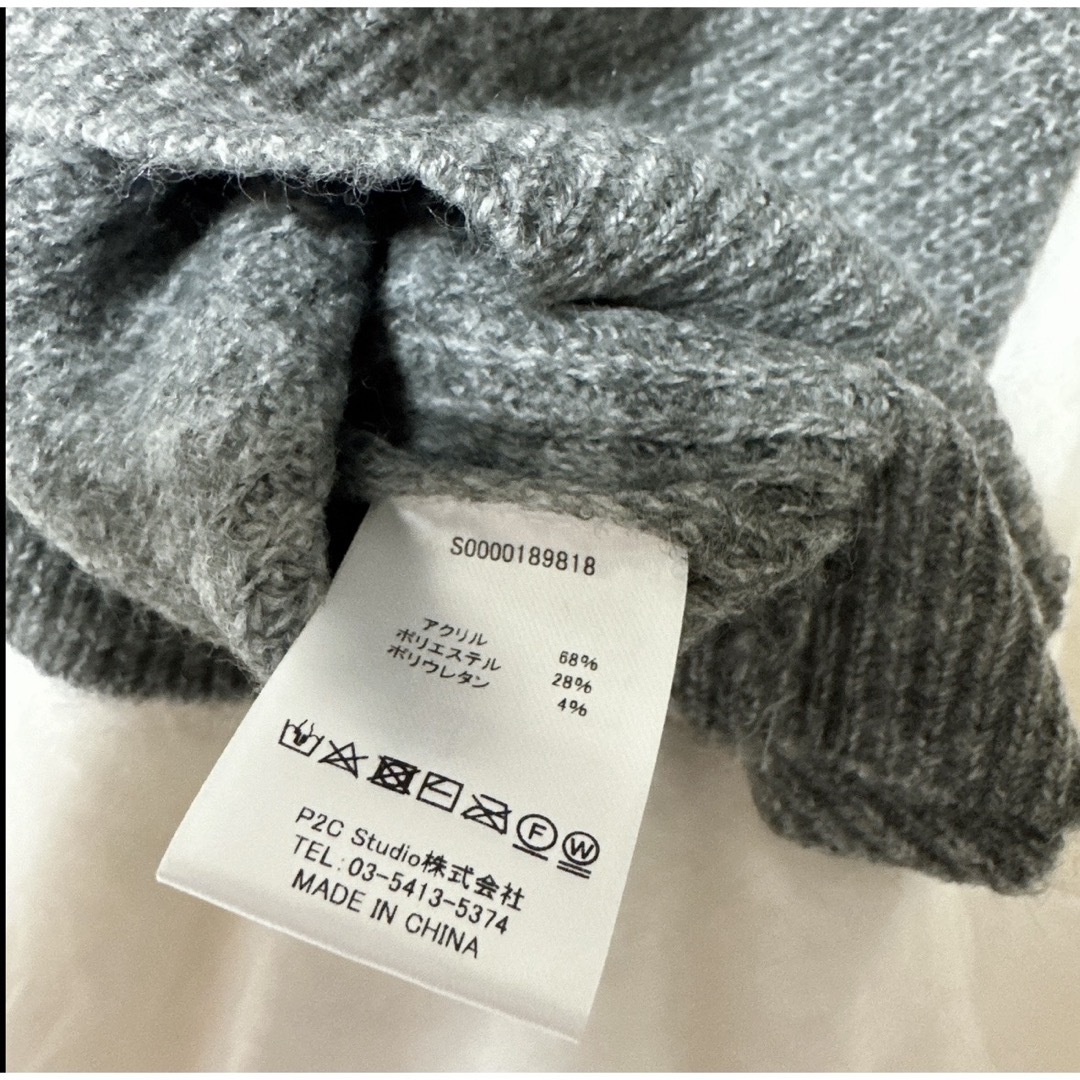 S0000189818
アクリル 68%
ポリエステル 28%
ポリウレタン 4%
F W
P2C Studio株式会社
TEL:03-5413-5374
MADE IN CHINA